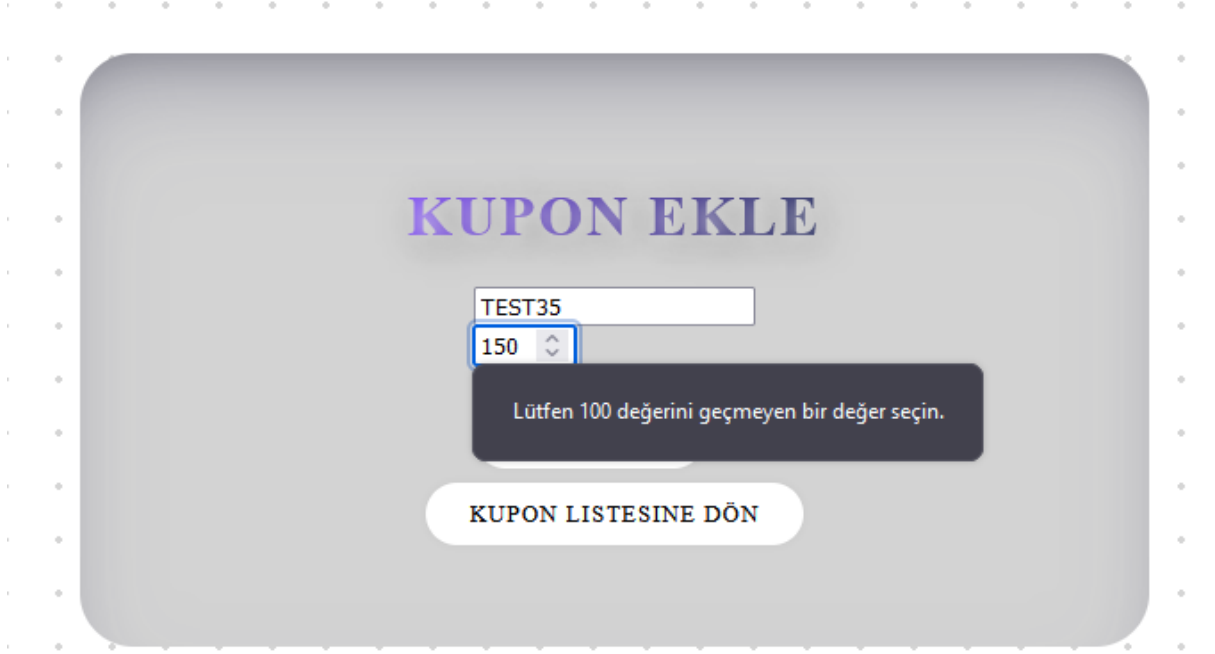 KUPON EKLE
TEST35
150
Lütfen 100 değerini geçmeyen bir değer seçin.
KUPON LISTESINE DÖN